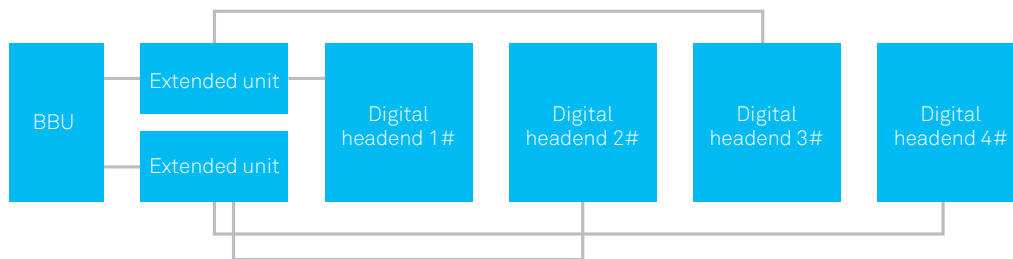 BBU
Extended unit
Extended unit
Digital
headend 1#
Digital
headend 2#
Digital
headend 3#
Digital
headend 4#